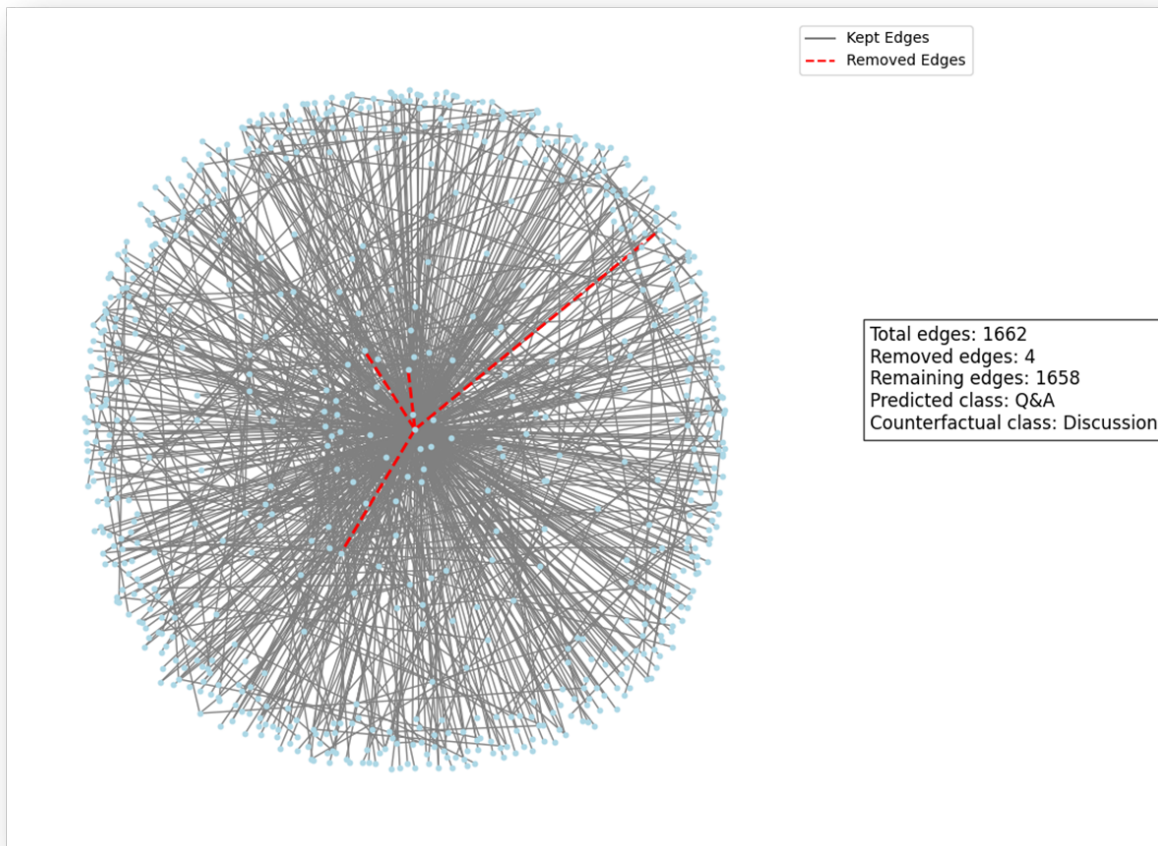 Kept Edges
Removed Edges
Total edges: 1662
Removed edges: 4
Remaining edges: 1658
Predicted class: Q&A
Counterfactual class: Discussion